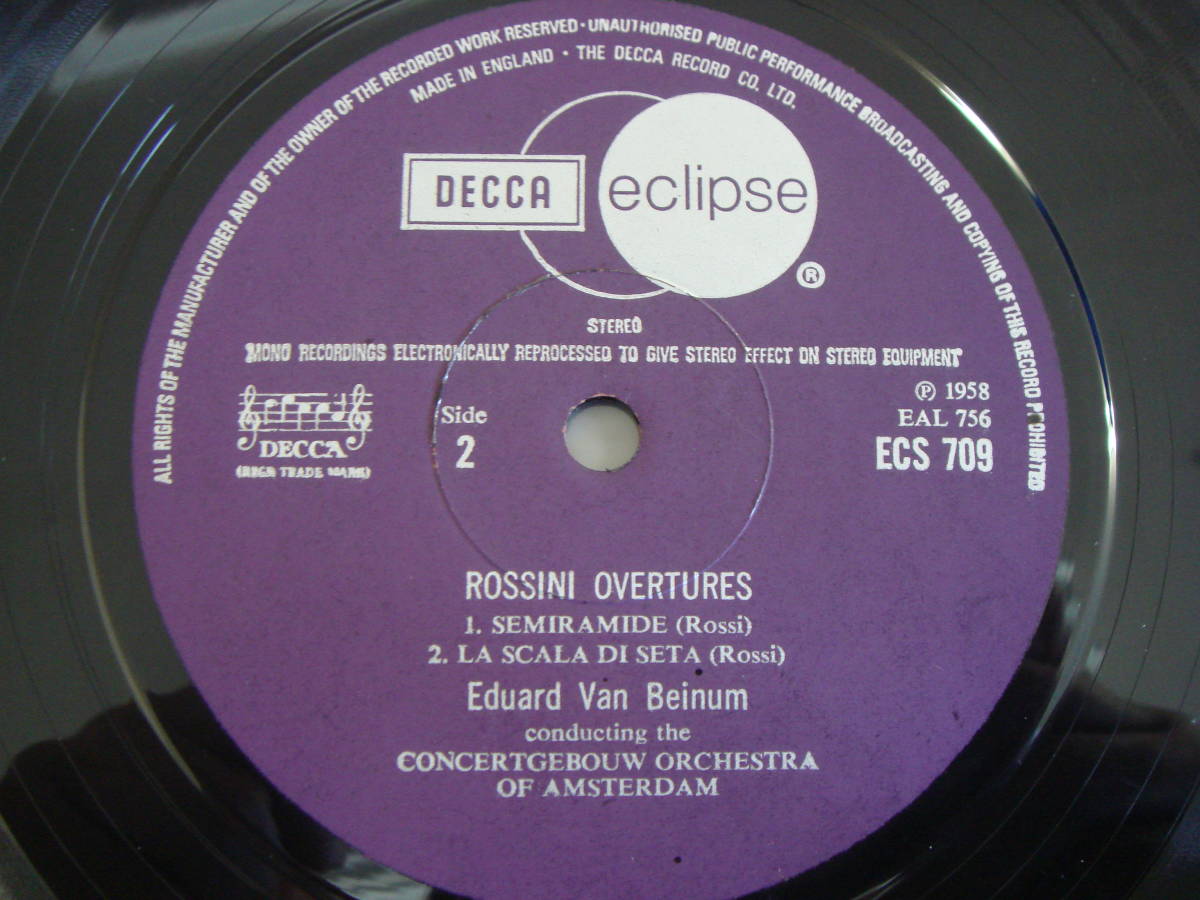 ALL RIGHTS OF THE MANUFACTURER AND OF THE OWNER OF THE RECORDED WORK RESERVED · UNAUTHORISED PUBLIC PERFORMANCE BROADCASTING AND COPYING OF THIS RECORD PROHIBITED
MADE IN ENGLAND · THE DECCA RECORD CO. LTD.
DECCA eclipse ®
STEREO
MONO RECORDINGS ELECTRONICALLY REPROCESSED TO GIVE STEREO EFFECT ON STEREO EQUIPMENT
DECCA
(REGD TRADE MARK)
Side
2
℗ 1958
EAL 756
ECS 709
ROSSINI OVERTURES
1. SEMIRAMIDE (Rossi)
2. LA SCALA DI SETA (Rossi)
Eduard Van Beinum
conducting the
CONCERTGEBOUW ORCHESTRA
OF AMSTERDAM